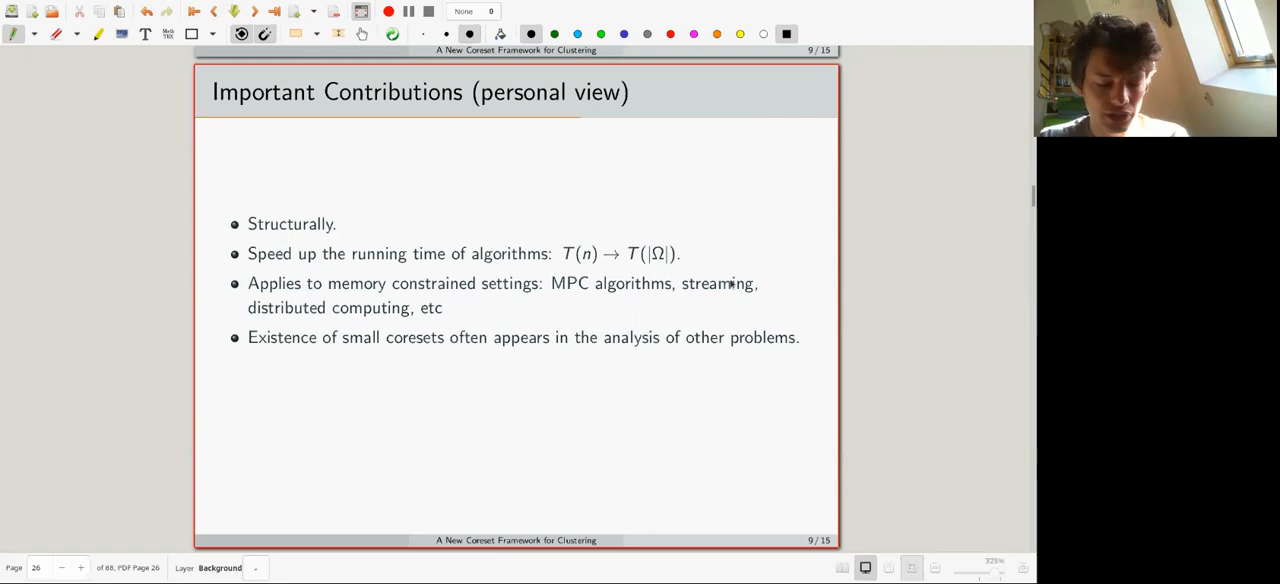 None 0
T
Math
TEX
A New Coreset Framework for Clustering 9 / 15
Important Contributions (personal view)
Structurally.
Speed up the running time of algorithms: T(n) → T(|Ω|).
Applies to memory constrained settings: MPC algorithms, streaming,
distributed computing, etc
Existence of small coresets often appears in the analysis of other problems.
A New Coreset Framework for Clustering 9 / 15
Page 26 of 88, PDF Page 26 Layer Background 328%